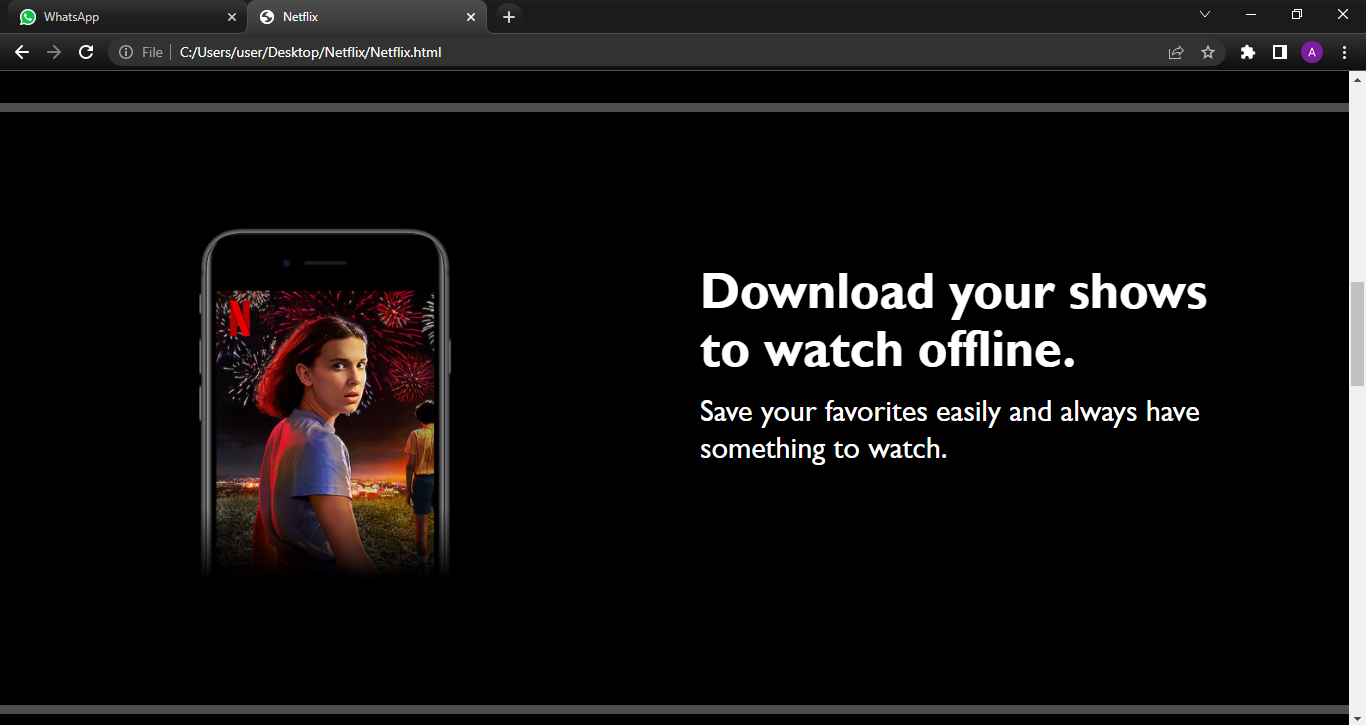 WhatsApp
Netflix
File
C:/Users/user/Desktop/Netflix/Netflix.html
A
N
Download your shows
to watch offline.
Save your favorites easily and always have
something to watch.